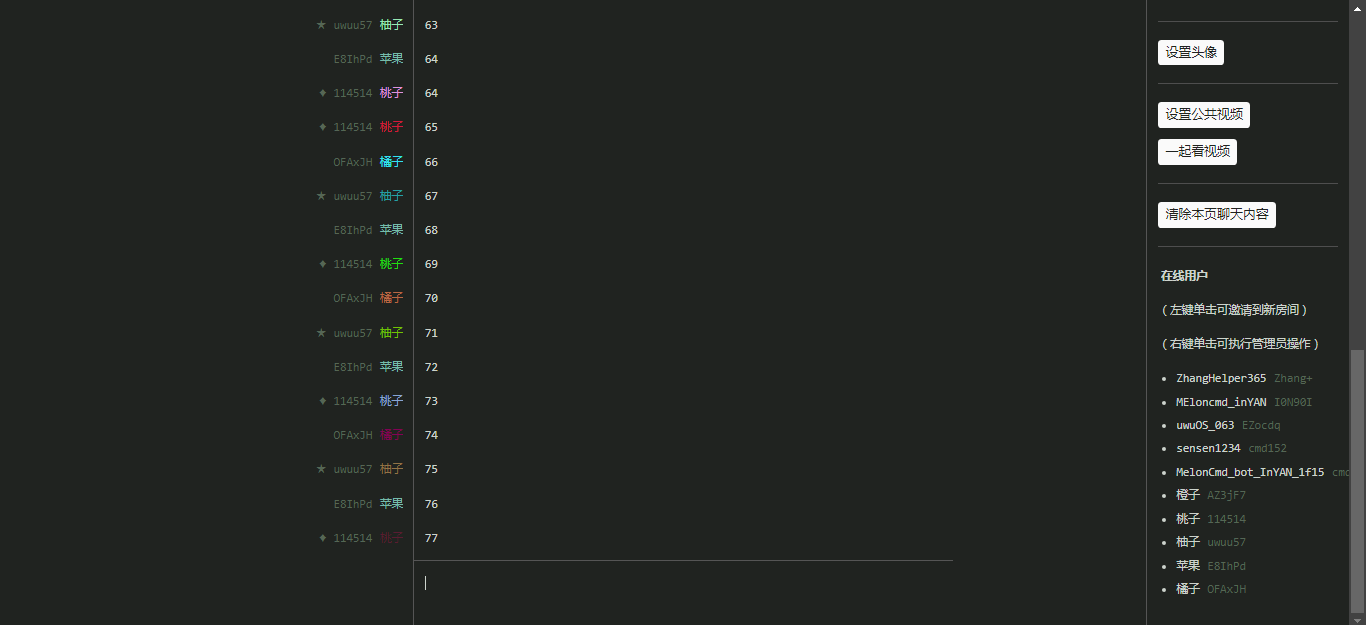 ★ uwuu57 柚子 63
E8IhPd 苹果 64
♦ 114514 桃子 64
♦ 114514 桃子 65
OFAxJH 橘子 66
★ uwuu57 柚子 67
E8IhPd 苹果 68
♦ 114514 桃子 69
OFAxJH 橘子 70
★ uwuu57 柚子 71
E8IhPd 苹果 72
♦ 114514 桃子 73
OFAxJH 橘子 74
★ uwuu57 柚子 75
E8IhPd 苹果 76
♦ 114514 桃子 77
设置头像
设置公共视频
一起看视频
清除本页聊天内容
在线用户
(左键单击可邀请到新房间)
(右键单击可执行管理员操作)
• ZhangHelper365 Zhang+
• MEloncmd_inYAN I0N90I
• uwuOS_063 EZocdq
• sensen1234 cmd152
• MelonCmd_bot_InYAN_1f15 cmd
• 橙子 AZ3jF7
• 桃子 114514
• 柚子 uwuu57
• 苹果 E8IhPd
• 橘子 OFAxJH